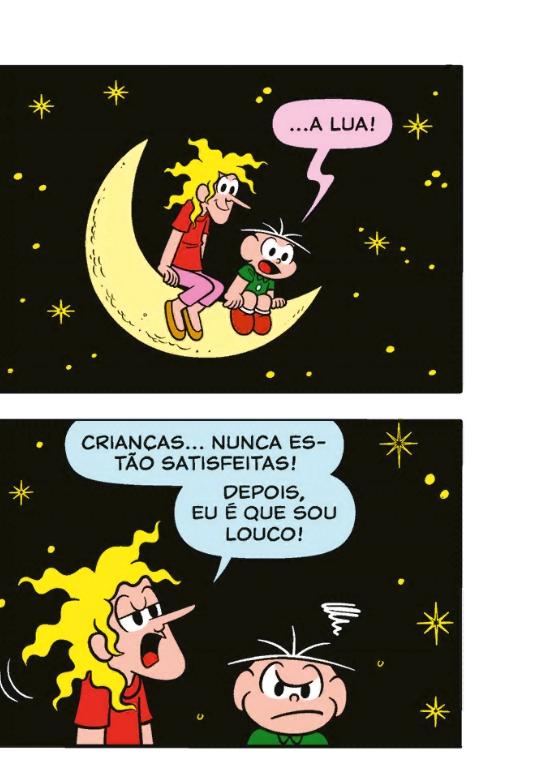 ...A LUA!
CRIANÇAS... NUNCA ES-
TÃO SATISFEITAS!
DEPOIS,
EU É QUE SOU
LOUCO!